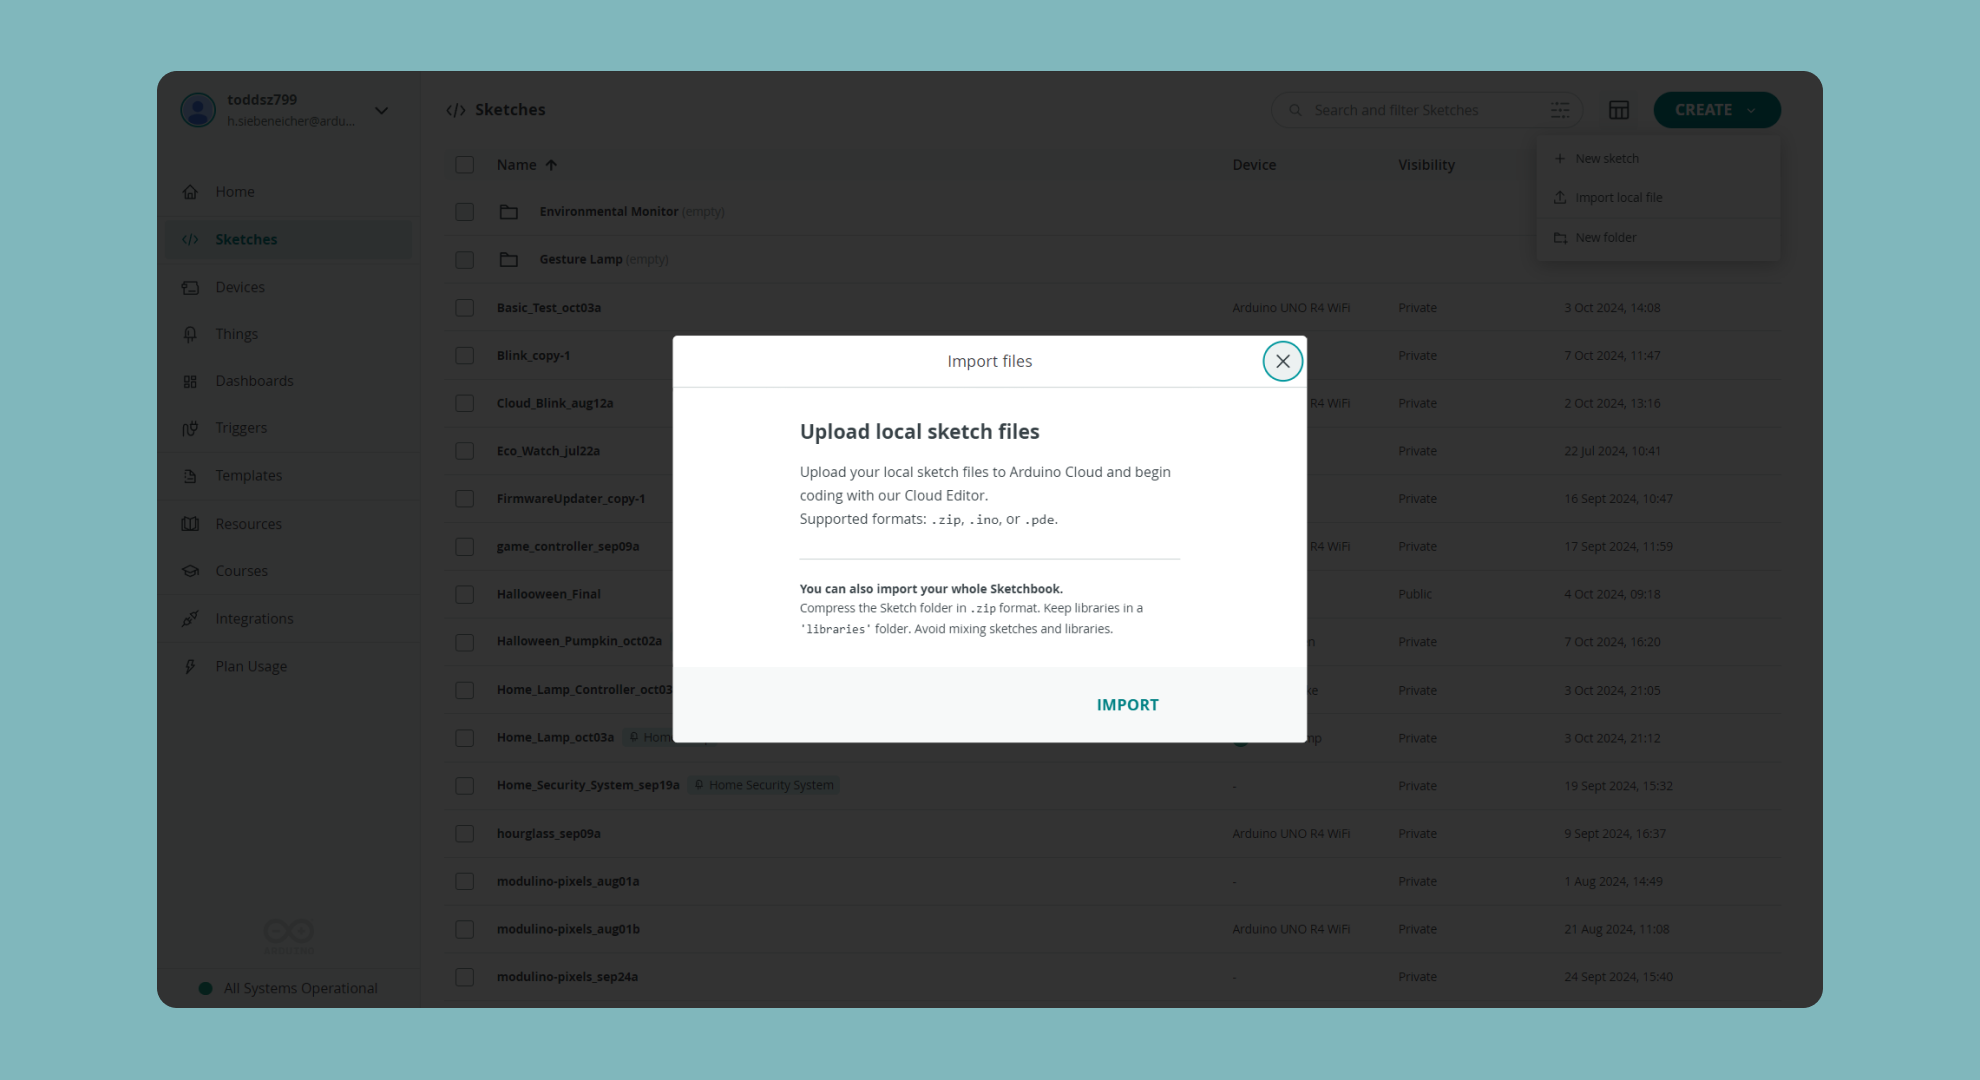 toddsz799
h.siebeneicher@ardu...
Home
Sketches
Devices
Things
Dashboards
Triggers
Templates
Resources
Courses
Integrations
Plan Usage
All Systems Operational
</> Sketches
Search and filter Sketches
CREATE
New sketch
Import local file
New folder
Name Device Visibility
Environmental Monitor (empty)
Gesture Lamp (empty)
Basic_Test_oct03a Arduino UNO R4 WiFi Private 3 Oct 2024, 14:08
Blink_copy-1 Private 7 Oct 2024, 11:47
Cloud_Blink_aug12a R4 WiFi Private 2 Oct 2024, 13:16
Eco_Watch_jul22a Private 22 Jul 2024, 10:41
FirmwareUpdater_copy-1 Private 16 Sept 2024, 10:47
game_controller_sep09a R4 WiFi Private 17 Sept 2024, 11:59
Hallooween_Final Public 4 Oct 2024, 09:18
Halloween_Pumpkin_oct02a Private 7 Oct 2024, 16:20
Home_Lamp_Controller_oct03 Private 3 Oct 2024, 21:05
Home_Lamp_oct03a Hom Private 3 Oct 2024, 21:12
Home_Security_System_sep19a Home Security System - Private 19 Sept 2024, 15:32
hourglass_sep09a Arduino UNO R4 WiFi Private 9 Sept 2024, 16:37
modulino-pixels_aug01a - Private 1 Aug 2024, 14:49
modulino-pixels_aug01b Arduino UNO R4 WiFi Private 21 Aug 2024, 11:08
modulino-pixels_sep24a - Private 24 Sept 2024, 15:40
Import files
Upload local sketch files
Upload your local sketch files to Arduino Cloud and begin
coding with our Cloud Editor.
Supported formats: .zip, .ino, or .pde.
You can also import your whole Sketchbook.
Compress the Sketch folder in .zip format. Keep libraries in a
'libraries' folder. Avoid mixing sketches and libraries.
IMPORT